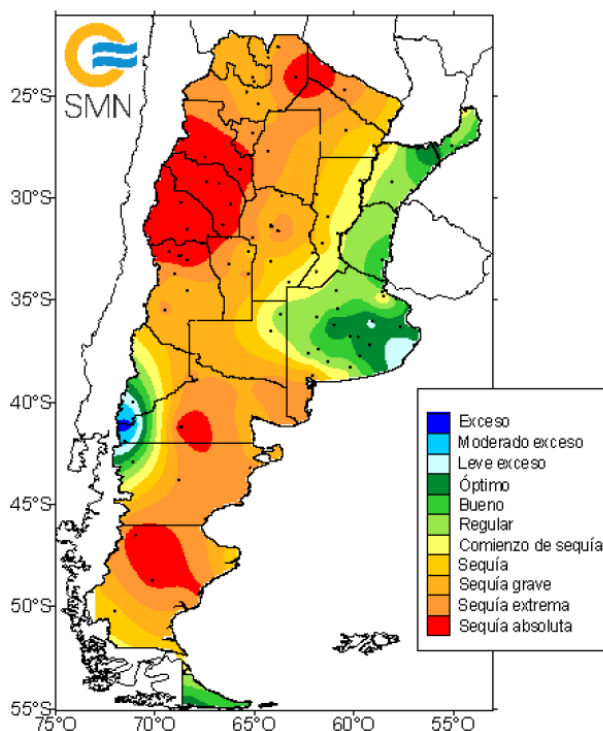 SMN
25°S
30°S
35°S
40°S
45°S
50°S
55°S
75°O 70°O 65°O 60°O 55°O
Exceso
Moderado exceso
Leve exceso
Óptimo
Bueno
Regular
Comienzo de sequía
Sequía
Sequía grave
Sequía extrema
Sequía absoluta